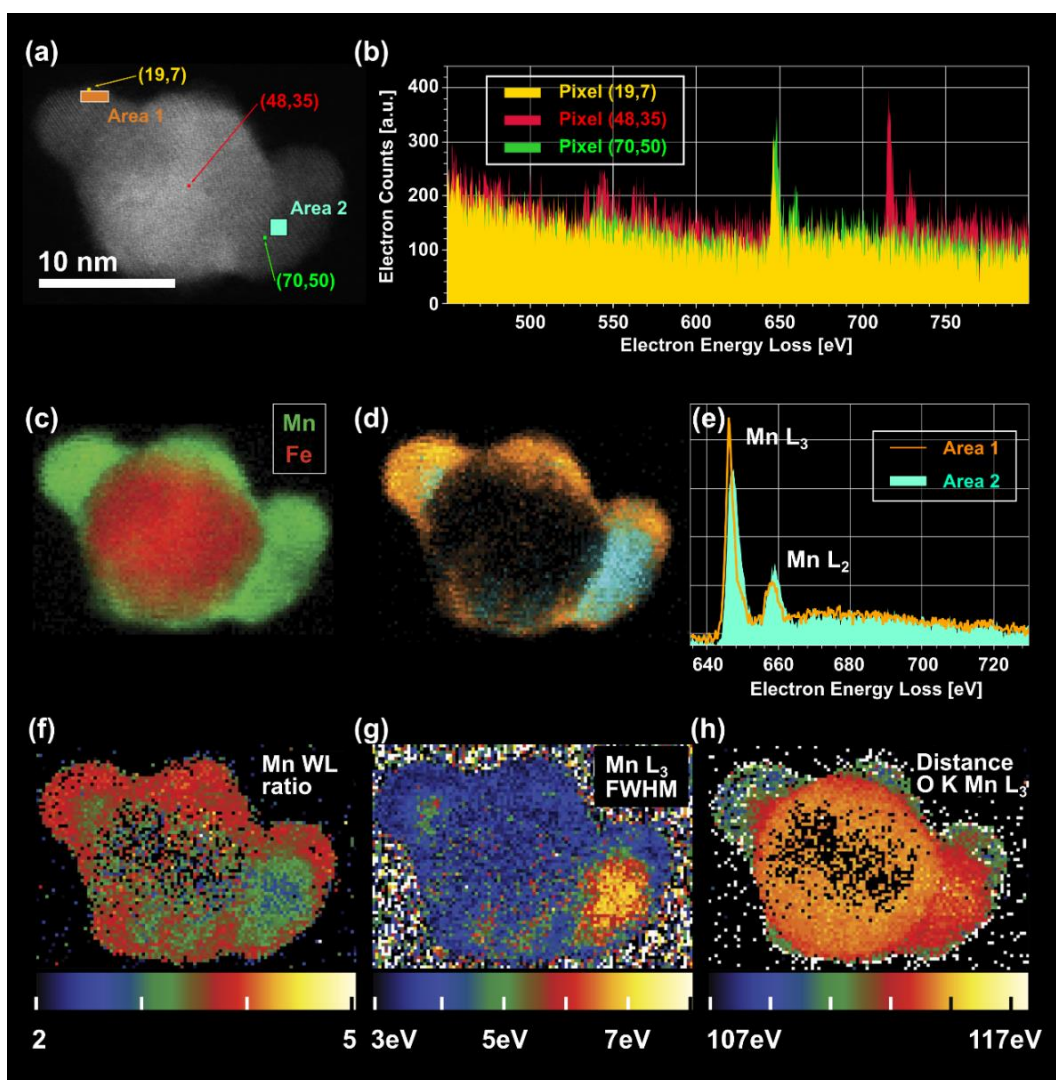 (a)
(19,7)
Area 1
(48,35)
Area 2
10 nm
(70,50)
(b)
Electron Counts [a.u.]
400
300
200
100
0
Pixel (19,7)
Pixel (48,35)
Pixel (70,50)
500 550 600 650 700 750
Electron Energy Loss [eV]
(c)
Mn
Fe
(d)
(e)
Mn L3
Mn L2
Area 1
Area 2
640 660 680 700 720
Electron Energy Loss [eV]
(f)
Mn WL
ratio
2 5
(g)
Mn L3
FWHM
3eV 5eV 7eV
(h)
Distance
O K Mn L3
107eV 117eV